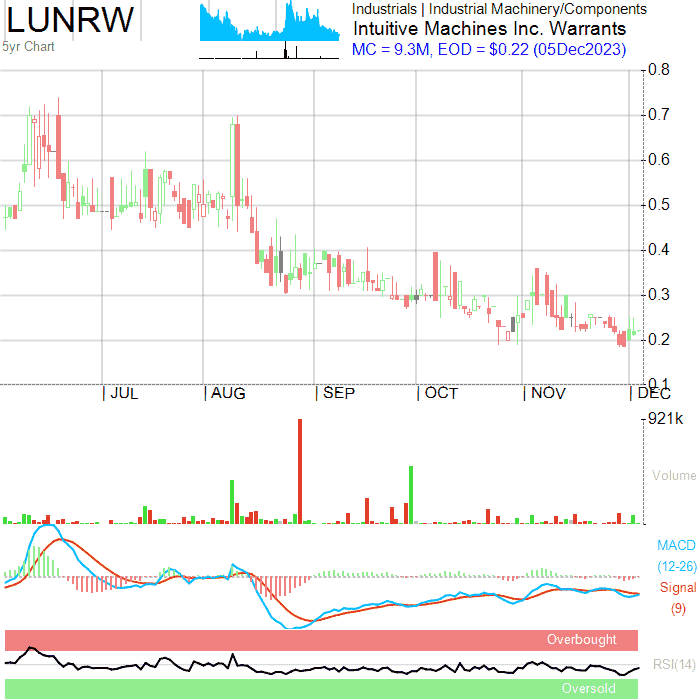 LUNRW
5yr Chart
Industrials | Industrial Machinery/Components
Intuitive Machines Inc. Warrants
MC = 9.3M, EOD = $0.22 (05Dec2023)
0.8
0.7
0.6
0.5
0.4
0.3
0.2
0.1
| JUL | AUG | SEP | OCT | NOV | DEC
921k
Volume
MACD
(12-26)
Signal
(9)
Overbought
RSI(14)
Oversold